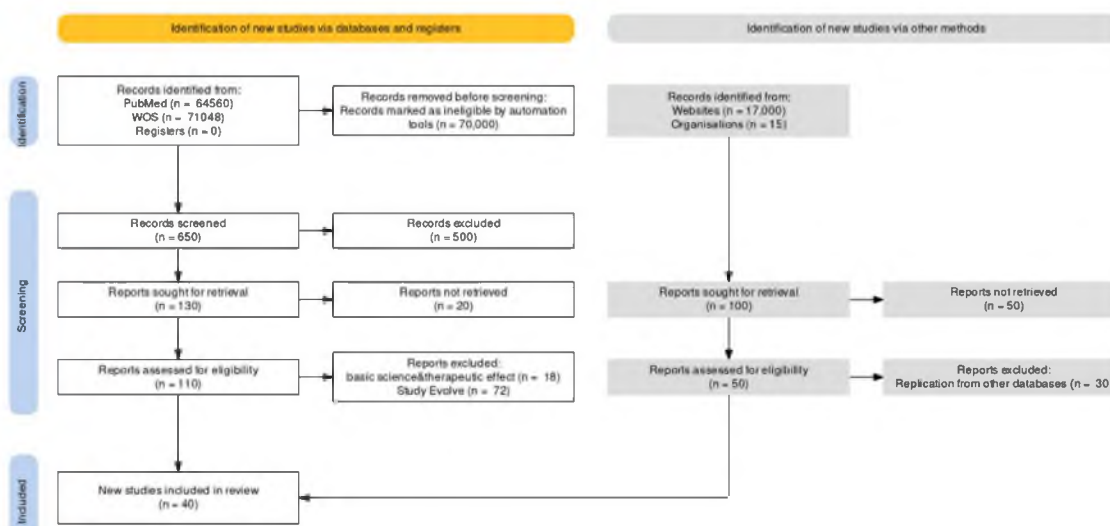 Identification of new studies via databases and registers
Identification of new studies via other methods
Identification
Records identified from:
PubMed (n = 64560)
WOS (n = 71048)
Registers (n = 0)
Records removed before screening:
Records marked as ineligible by automation
tools (n = 70,000)
Records identified from:
Websites (n = 17,000)
Organisations (n = 15)
Screening
Records screened
(n = 650)
Records excluded
(n = 500)
Reports sought for retrieval
(n = 130)
Reports not retrieved
(n = 20)
Reports sought for retrieval
(n = 100)
Reports not retrieved
(n = 50)
Reports assessed for eligibility
(n = 110)
Reports excluded:
basic science&therapeutic effect (n = 18)
Study Evolve (n = 72)
Reports assessed for eligibility
(n = 50)
Reports excluded:
Replication from other databases (n = 30
Included
New studies included in review
(n = 40)